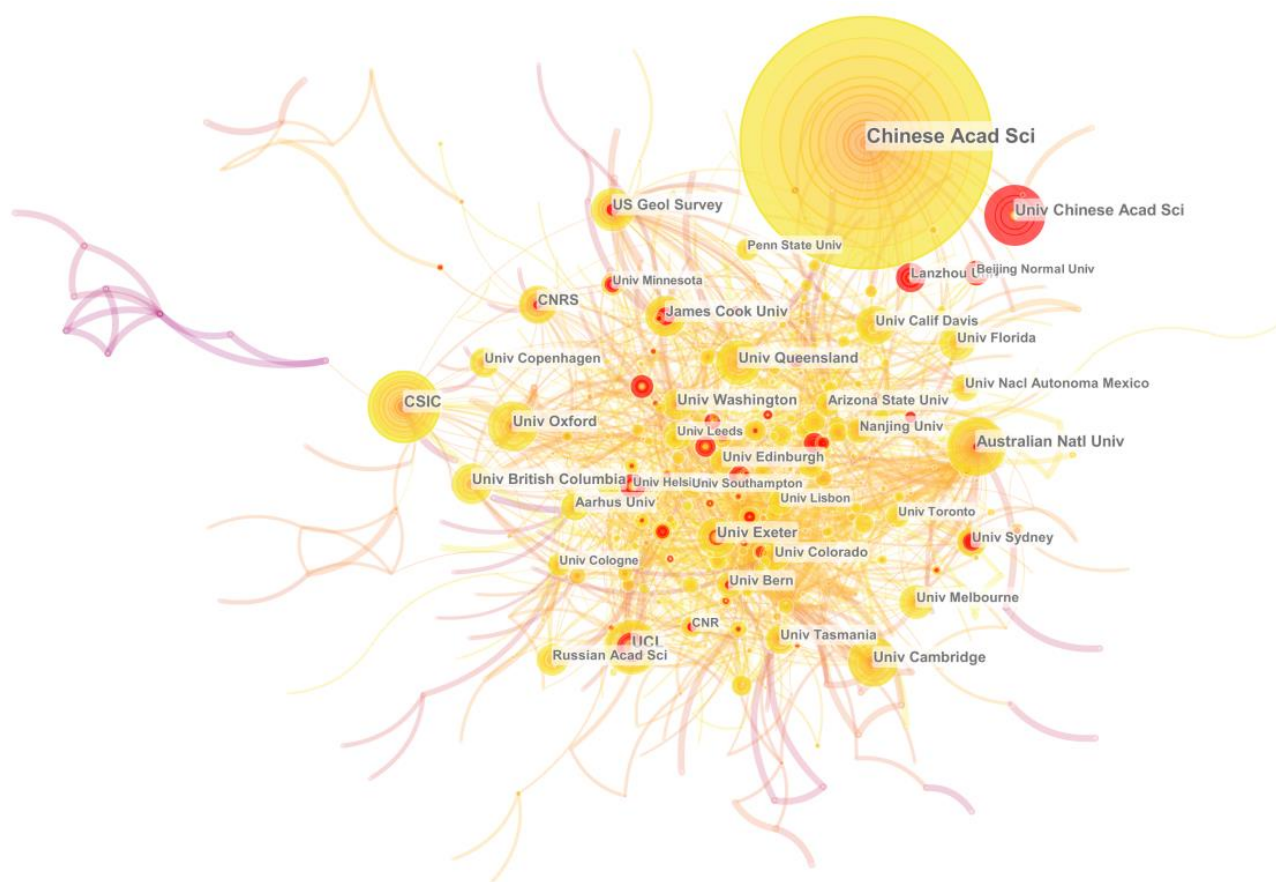 Chinese Acad Sci
US Geol Survey
Univ Chinese Acad Sci
Penn State Univ
Lanzhou
Beijing Normal Univ
Univ Minnesota
CNRS
James Cook Univ
Univ Calif Davis
Univ Florida
Univ Copenhagen
Univ Queensland
Univ Nacl Autonoma Mexico
CSIC
Univ Washington
Arizona State Univ
Univ Oxford
Univ Leeds
Nanjing Univ
Australian Natl Univ
Univ Edinburgh
Univ British Columbia
Univ Helsi
Univ Southampton
Aarhus Univ
Univ Lisbon
Univ Toronto
Univ Exeter
Univ Sydney
Univ Colorado
Univ Cologne
Univ Bern
Univ Melbourne
CNR
UCL
Univ Tasmania
Russian Acad Sci
Univ Cambridge